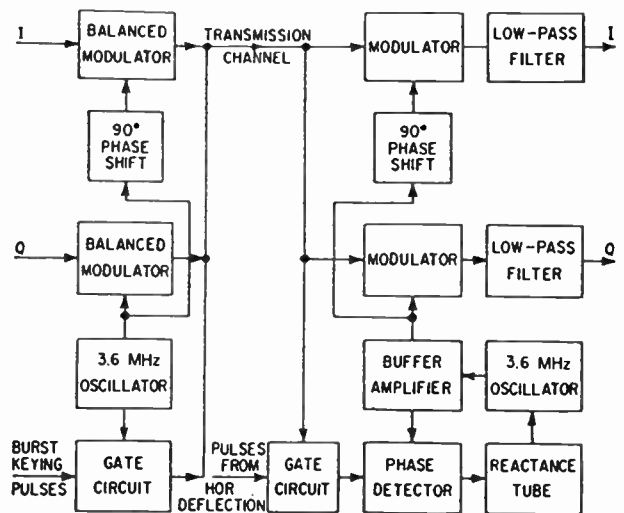 I
BALANCED
MODULATOR
TRANSMISSION
CHANNEL
MODULATOR
LOW-PASS
FILTER
I
90°
PHASE
SHIFT
90°
PHASE
SHIFT
Q
BALANCED
MODULATOR
MODULATOR
LOW-PASS
FILTER
Q
3.6 MHz
OSCILLATOR
BUFFER
AMPLIFIER
3.6 MHz
OSCILLATOR
BURST
KEYING
PULSES
GATE
CIRCUIT
PULSES
FROM
HOR
DEFLECTION
GATE
CIRCUIT
PHASE
DETECTOR
REACTANCE
TUBE